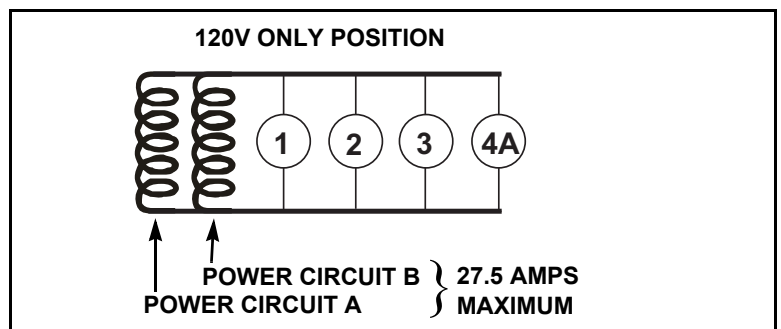 120V ONLY POSITION
1 2 3 4A
POWER CIRCUIT B } 27.5 AMPS
POWER CIRCUIT A } MAXIMUM